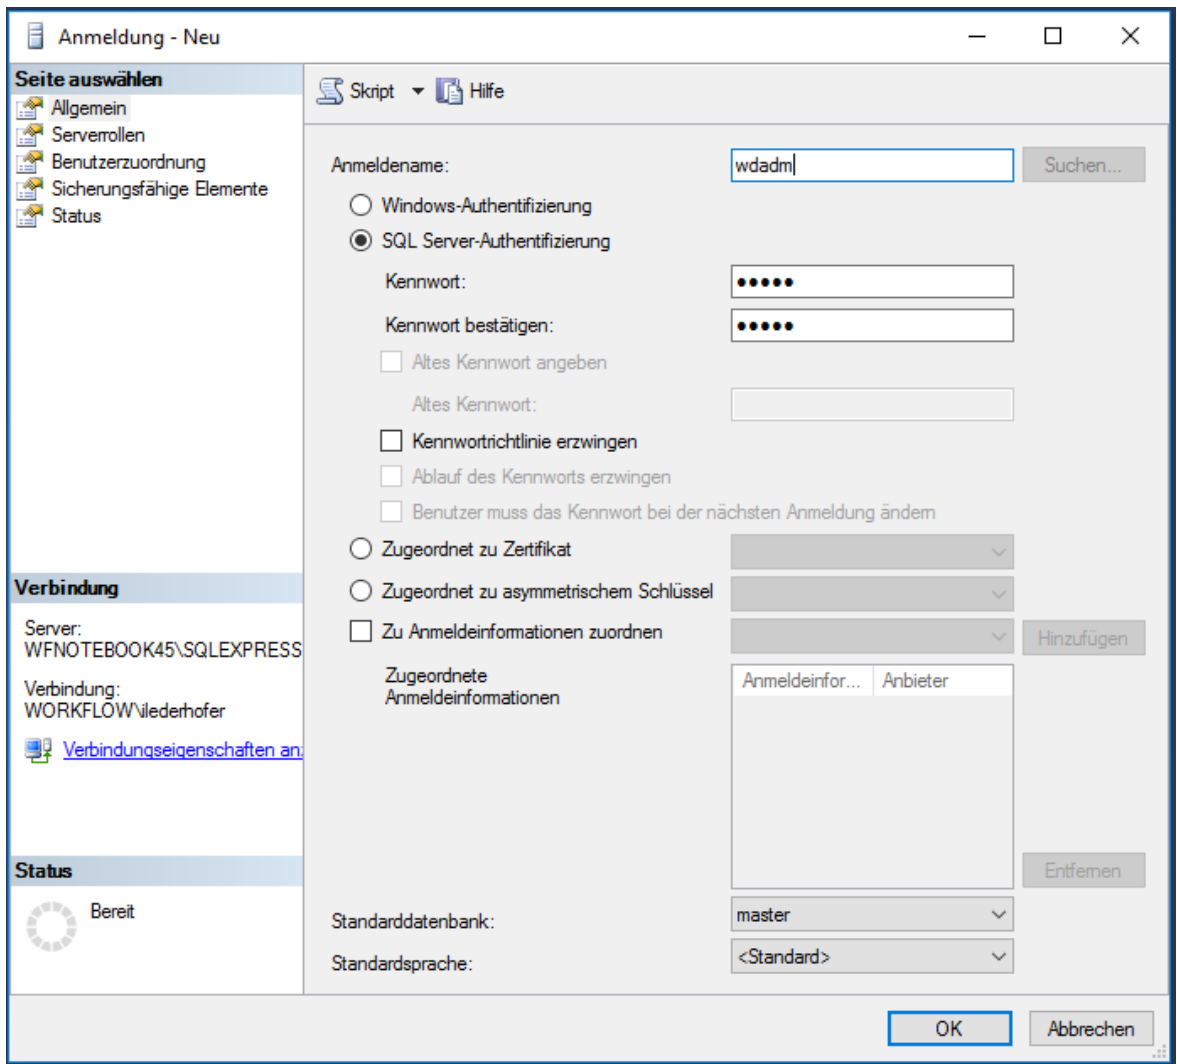 Anmeldung - Neu
Seite auswählen
Allgemein
Serverrollen
Benutzerzuordnung
Sicherungsfähige Elemente
Status
Skript
Hilfe
Anmeldename:
wdadm
Suchen...
Windows-Authentifizierung
SQL Server-Authentifizierung
Kennwort:
●●●●●
Kennwort bestätigen:
●●●●●
Altes Kennwort angeben
Altes Kennwort:
Kennwortrichtlinie erzwingen
Ablauf des Kennworts erzwingen
Benutzer muss das Kennwort bei der nächsten Anmeldung ändern
Zugeordnet zu Zertifikat
Zugeordnet zu asymmetrischem Schlüssel
Zu Anmeldeinformationen zuordnen
Hinzufügen
Zugeordnete
Anmeldeinformationen
Anmeldeinfor... Anbieter
Entfernen
Standarddatenbank:
master
Standardsprache:
<Standard>
Verbindung
Server:
WFNOTEBOOK45\SQLEXPRESS
Verbindung:
WORKFLOW\ilederhofer
Verbindungseigenschaften an:
Status
Bereit
OK
Abbrechen